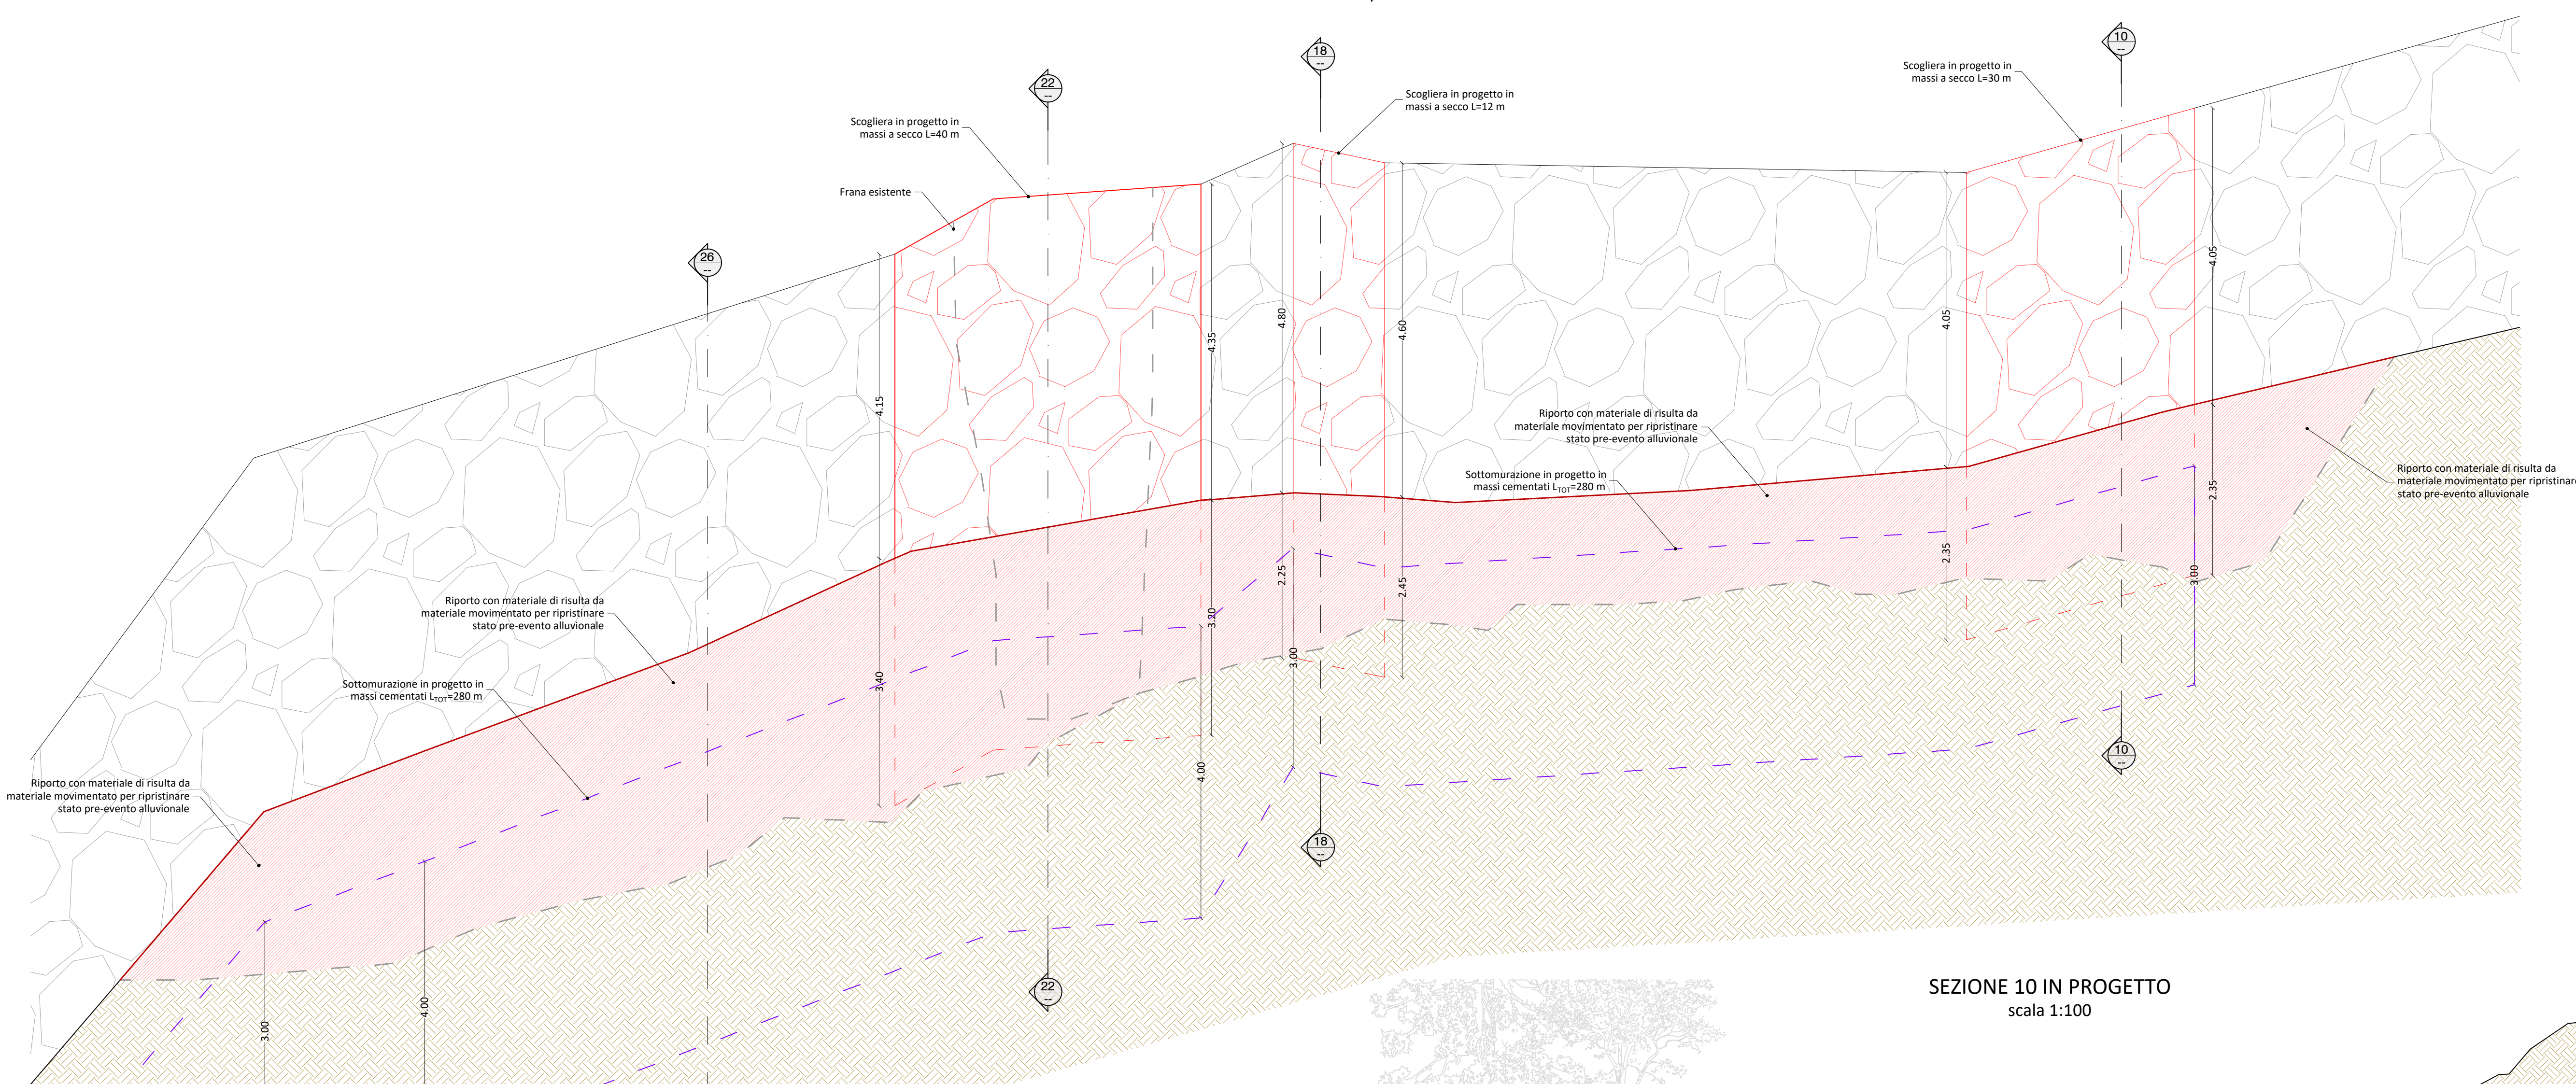 10
--
18
--
22
--
Scogliera in progetto in
massi a secco L=30 m
Scogliera in progetto in
massi a secco L=12 m
Scogliera in progetto in
massi a secco L=40 m
Frana esistente
26
--
4.15
4.35
4.80
4.60
4.05
4.05
Riporto con materiale di risulta da
materiale movimentato per ripristinare
stato pre-evento alluvionale
Sottomurazione in progetto in
massi cementati LTOT=280 m
Riporto con materiale di risulta da
materiale movimentato per ripristinare
stato pre-evento alluvionale
2.35
2.35
3.00
2.25
2.45
3.20
3.00
3.40
Riporto con materiale di risulta da
materiale movimentato per ripristinare
stato pre-evento alluvionale
Sottomurazione in progetto in
massi cementati LTOT=280 m
Riporto con materiale di risulta da
materiale movimentato per ripristinare
stato pre-evento alluvionale
4.00
10
--
18
--
22
--
3.00
4.00
SEZIONE 10 IN PROGETTO
scala 1:100